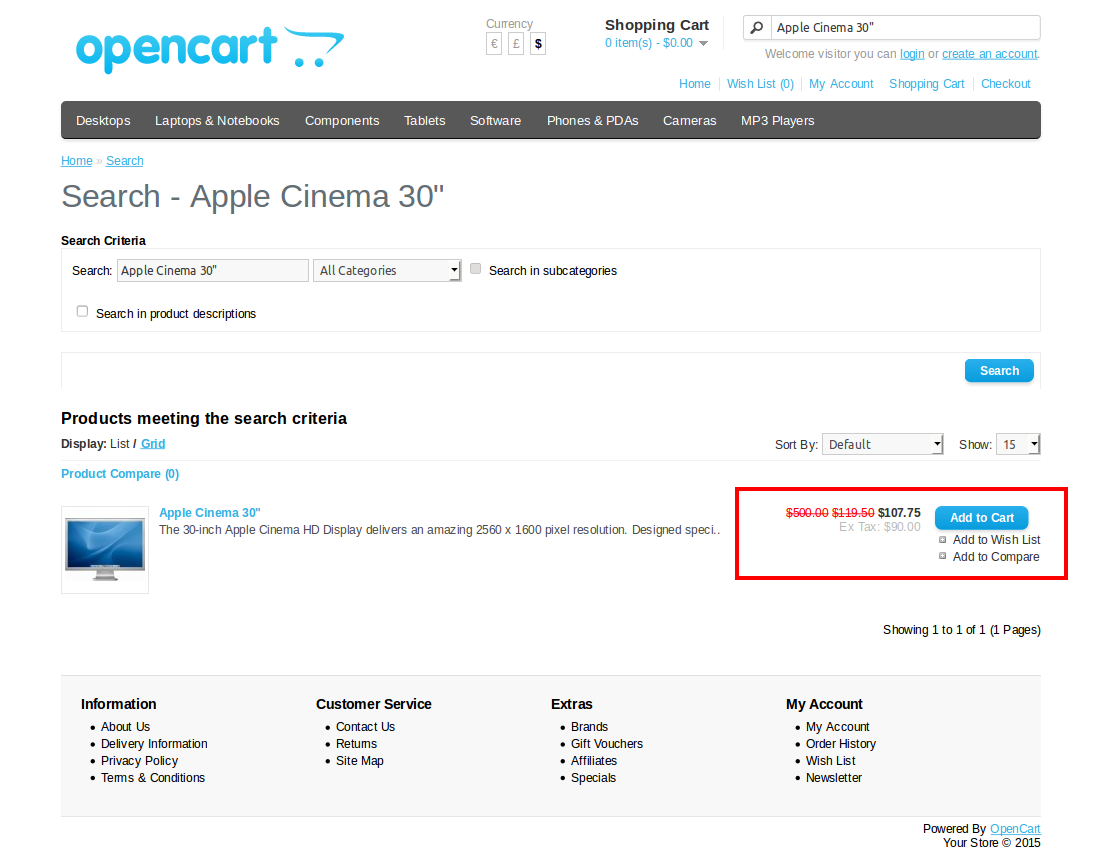 opencart
Currency
€ £ $
Shopping Cart
0 item(s) - $0.00
Apple Cinema 30"
Welcome visitor you can login or create an account.
Home Wish List (0) My Account Shopping Cart Checkout
Desktops Laptops & Notebooks Components Tablets Software Phones & PDAs Cameras MP3 Players
Home » Search
Search - Apple Cinema 30"
Search Criteria
Search: Apple Cinema 30" All Categories Search in subcategories
Search in product descriptions
Search
Products meeting the search criteria
Display: List / Grid
Sort By: Default Show: 15
Product Compare (0)
Apple Cinema 30"
The 30-inch Apple Cinema HD Display delivers an amazing 2560 x 1600 pixel resolution. Designed speci..
$500.00 $119.50 $107.75
Ex Tax: $90.00
Add to Cart
Add to Wish List
Add to Compare
Showing 1 to 1 of 1 (1 Pages)
Information
About Us
Delivery Information
Privacy Policy
Terms & Conditions
Customer Service
Contact Us
Returns
Site Map
Extras
Brands
Gift Vouchers
Affiliates
Specials
My Account
My Account
Order History
Wish List
Newsletter
Powered By OpenCart
Your Store © 2015